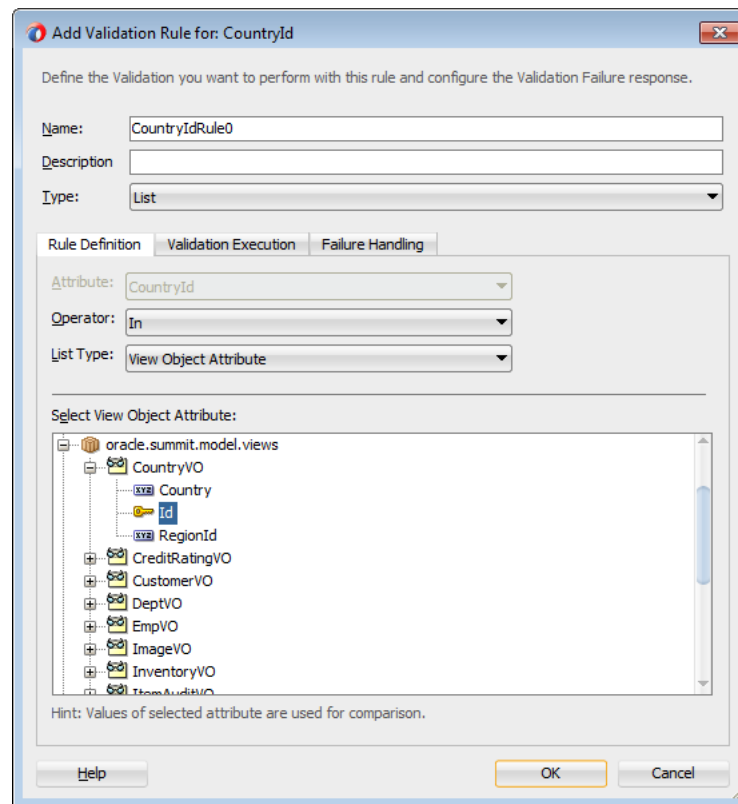 Add Validation Rule for: CountryId
Define the Validation you want to perform with this rule and configure the Validation Failure response.
Name: CountryIdRule0
Description
Type: List
Rule Definition Validation Execution Failure Handling
Attribute: CountryId
Operator: In
List Type: View Object Attribute
Select View Object Attribute:
oracle.summit.model.views
CountryVO
XYZ Country
Id
XYZ RegionId
CreditRatingVO
CustomerVO
DeptVO
EmpVO
ImageVO
InventoryVO
ItemAuditVO
Hint: Values of selected attribute are used for comparison.
Help OK Cancel